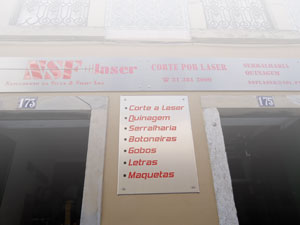 ASF laser
CORTE POR LASER
SERRALHARIA
QUINAGEM
175
175
• Corte a Laser
• Quinagem
• Serralharia
• Botoneiras
• Gobos
• Letras
• Maquetas